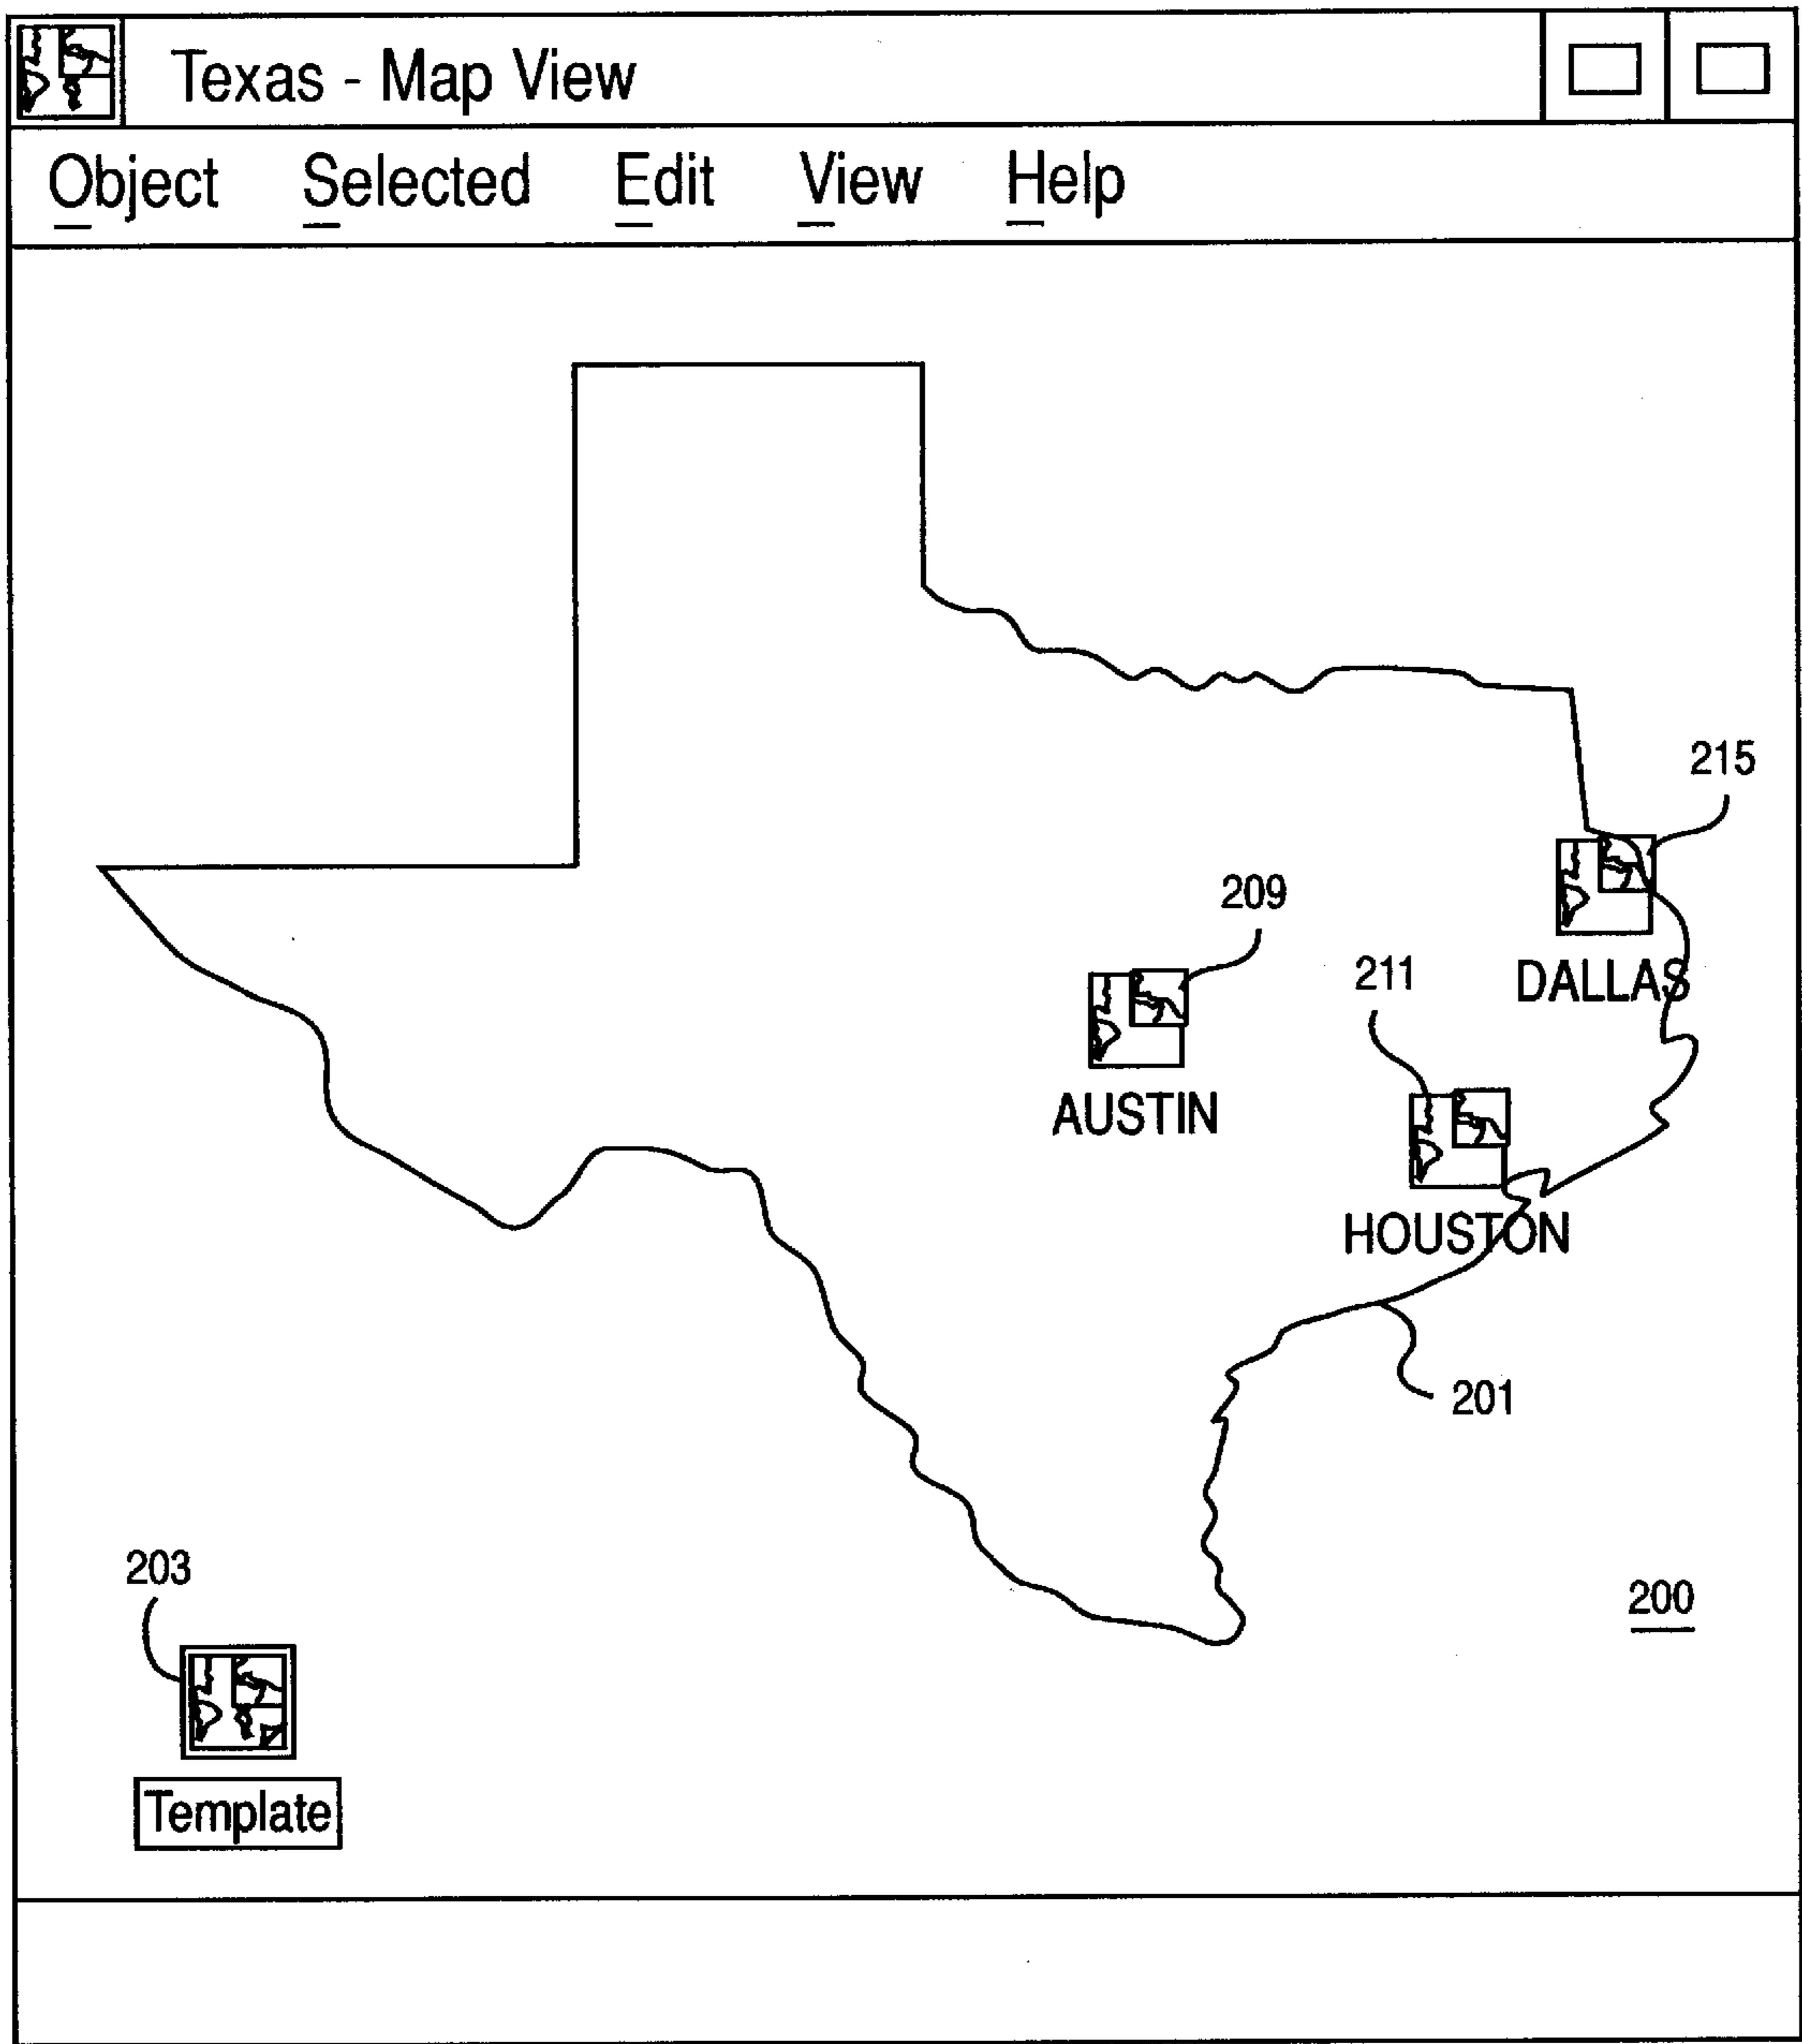 Texas - Map View
Object Selected Edit View Help
215
209
211
DALLAS
AUSTIN
HOUSTON
201
203
200
Template